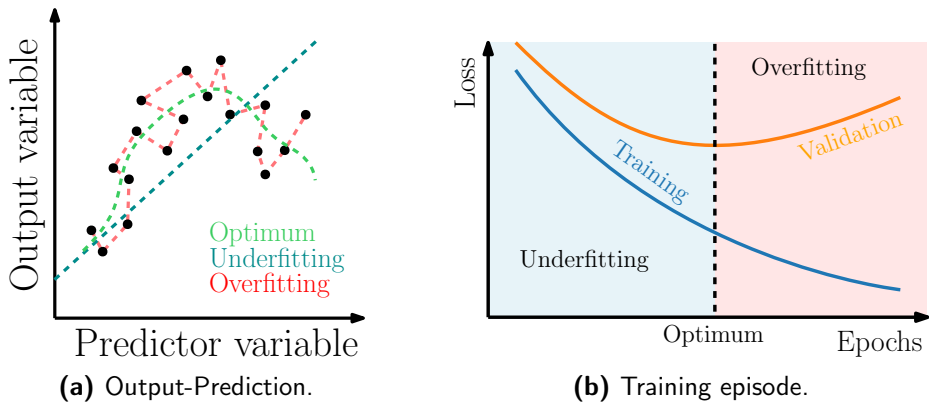 Output variable
Optimum
Underfitting
Overfitting
Predictor variable
(a) Output-Prediction.
Loss
Overfitting
Training
Validation
Underfitting
Optimum
Epochs
(b) Training episode.